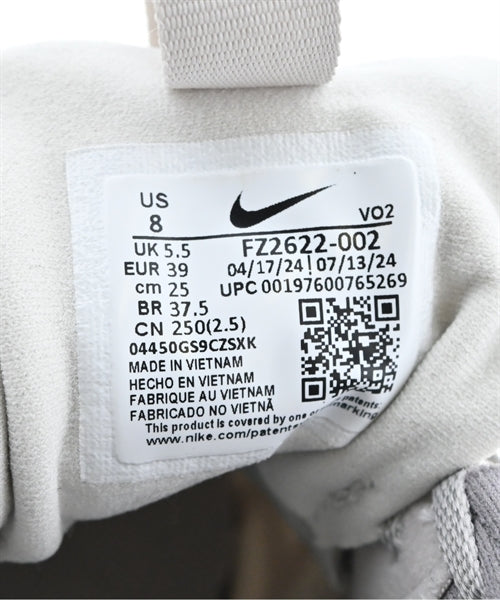 US
8
VO2
UK 5.5
FZ2622-002
EUR 39
04/17/24 | 07/13/24
cm 25
UPC 00197600765269
BR 37.5
CN 250(2.5)
04450GS9CZSXK
MADE IN VIETNAM
HECHO EN VIETNAM
FABRIQUE AU VIETNAM
FABRICADO NO VIETNÃ
This product is covered by one
marking
patents.
www.nike.com/patents